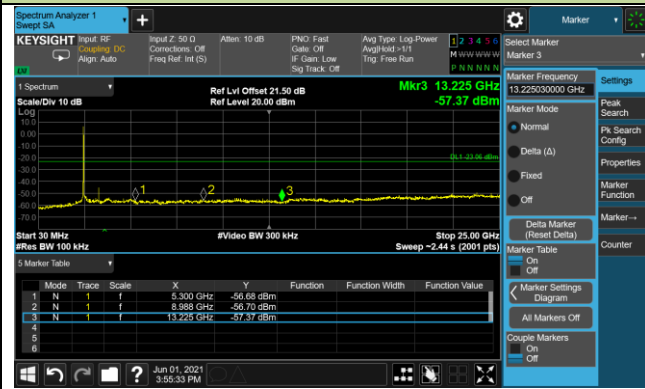 Spectrum Analyzer 1
Swept SA
+
Marker
KEYSIGHT
Input: RF
Coupling: DC
Align: Auto
Input Z: 50 Ω
Corrections: Off
Freq Ref: Int (S)
Atten: 10 dB
PNO: Fast
Gate: Off
IF Gain: Low
Sig Track: Off
Avg Type: Log-Power
Avg|Hold:>1/1
Trig: Free Run
1 2 3 4 5 6
M W W W W W
P N N N N N
LXI
Select Marker
Marker 3
1 Spectrum
Scale/Div 10 dB
Ref Lvl Offset 21.50 dB
Ref Level 20.00 dBm
Mkr3 13.225 GHz
-57.37 dBm
Log
10.0
0.00
-10.0
-20.0
-30.0
-40.0
-50.0
-60.0
-70.0
DL1 -23.06 dBm
1
2
3
Start 30 MHz
#Res BW 100 kHz
#Video BW 300 kHz
Stop 25.00 GHz
Sweep ~2.44 s (2001 pts)
5 Marker Table
Mode Trace Scale X Y Function Function Width Function Value
1 N 1 f 5.300 GHz -56.68 dBm
2 N 1 f 8.988 GHz -56.70 dBm
3 N 1 f 13.225 GHz -57.37 dBm
4
5
6
Marker Frequency
13.225030000 GHz
Marker Mode
Normal
Delta (Δ)
Fixed
Off
Delta Marker
(Reset Delta)
Marker Table
On
Off
Marker Settings
Diagram
All Markers Off
Couple Markers
On
Off
Settings
Peak
Search
Pk Search
Config
Properties
Marker
Function
Marker→
Counter
?
Jun 01, 2021
3:55:33 PM